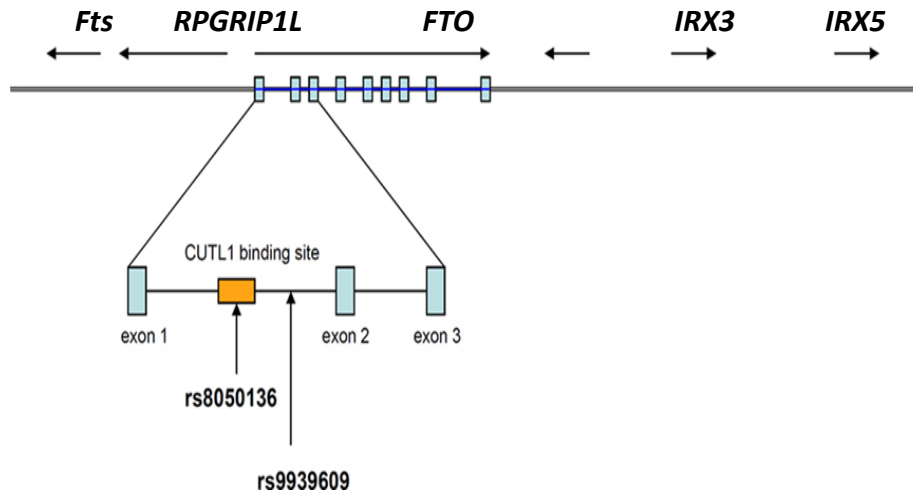 Fts RPGRIP1L FTO IRX3 IRX5
CUTL1 binding site
exon 1 exon 2 exon 3
rs8050136
rs9939609